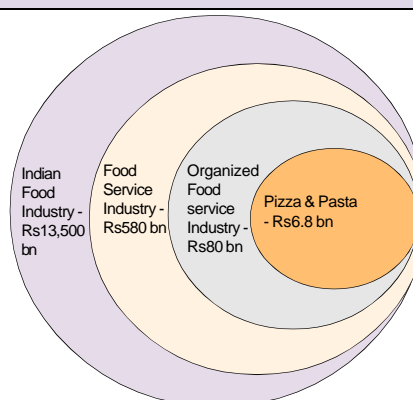 Indian
Food
Industry -
Rs13,500
bn
Food
Service
Industry -
Rs580 bn
Organized
Food
service
Industry -
Rs80 bn
Pizza & Pasta
- Rs6.8 bn